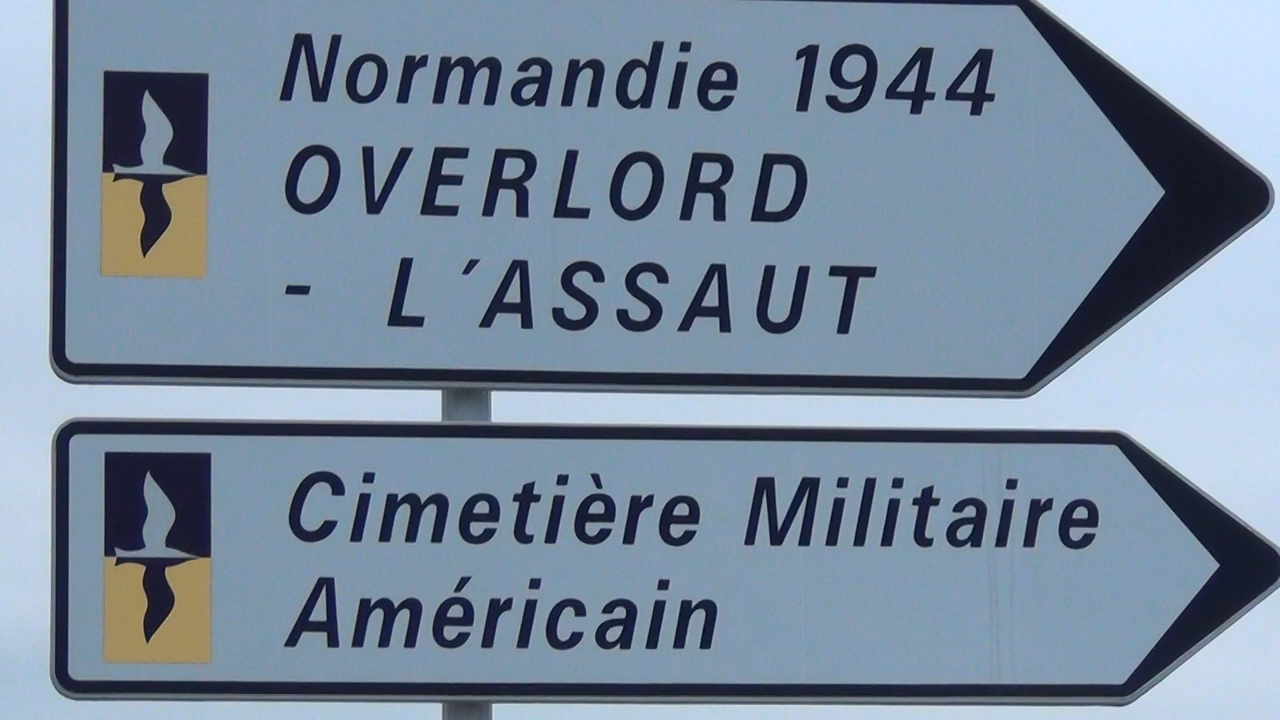 Normandie 1944
OVERLORD
- L´ASSAUT
Cimetière Militaire
Américain